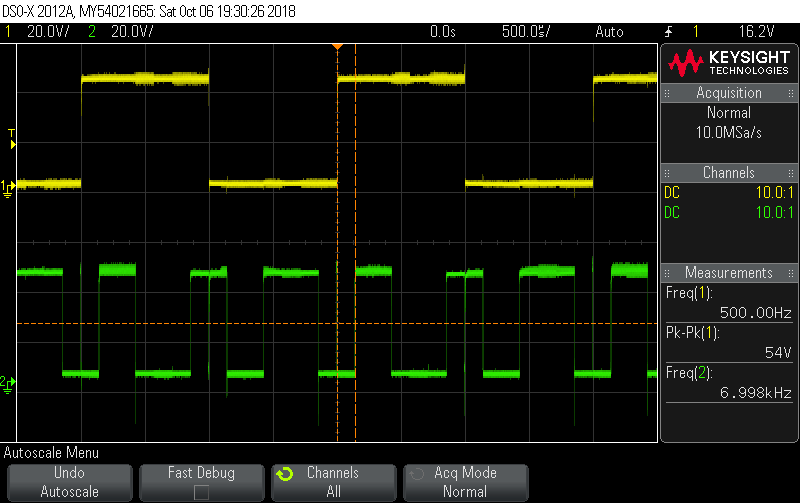 DSO-X 2012A, MY54021665: Sat Oct 06 19:30:26 2018
1 20.0V/ 2 20.0V/ 0.0s 500.0µs/ Auto 1 16.2V
KEYSIGHT
TECHNOLOGIES
Acquisition
Normal
10.0MSa/s
Channels
DC 10.0:1
DC 10.0:1
Measurements
Freq(1):
500.00Hz
Pk-Pk(1):
54V
Freq(2):
6.998kHz
T
1
2
Autoscale Menu
Undo
Autoscale
Fast Debug
Channels
All
Acq Mode
Normal